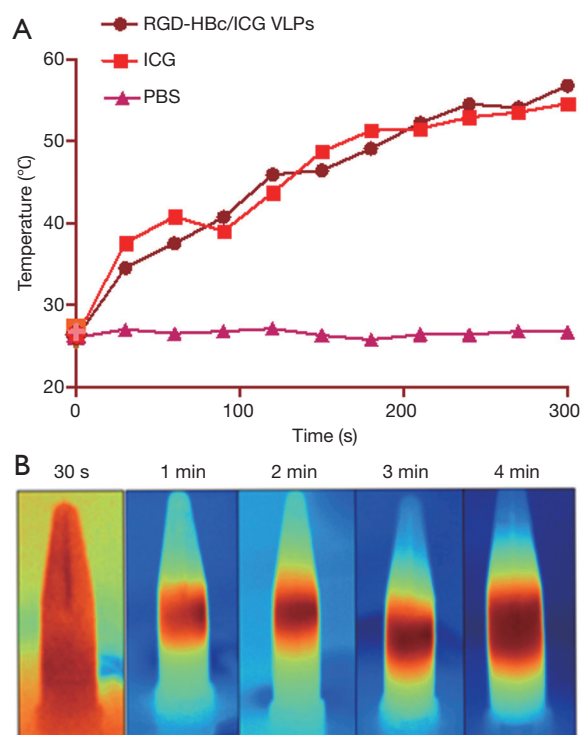 A
RGD-HBc/ICG VLPs
ICG
PBS
60
50
40
30
20
Temperature (°C)
0 100 200 300
Time (s)
B
30 s 1 min 2 min 3 min 4 min